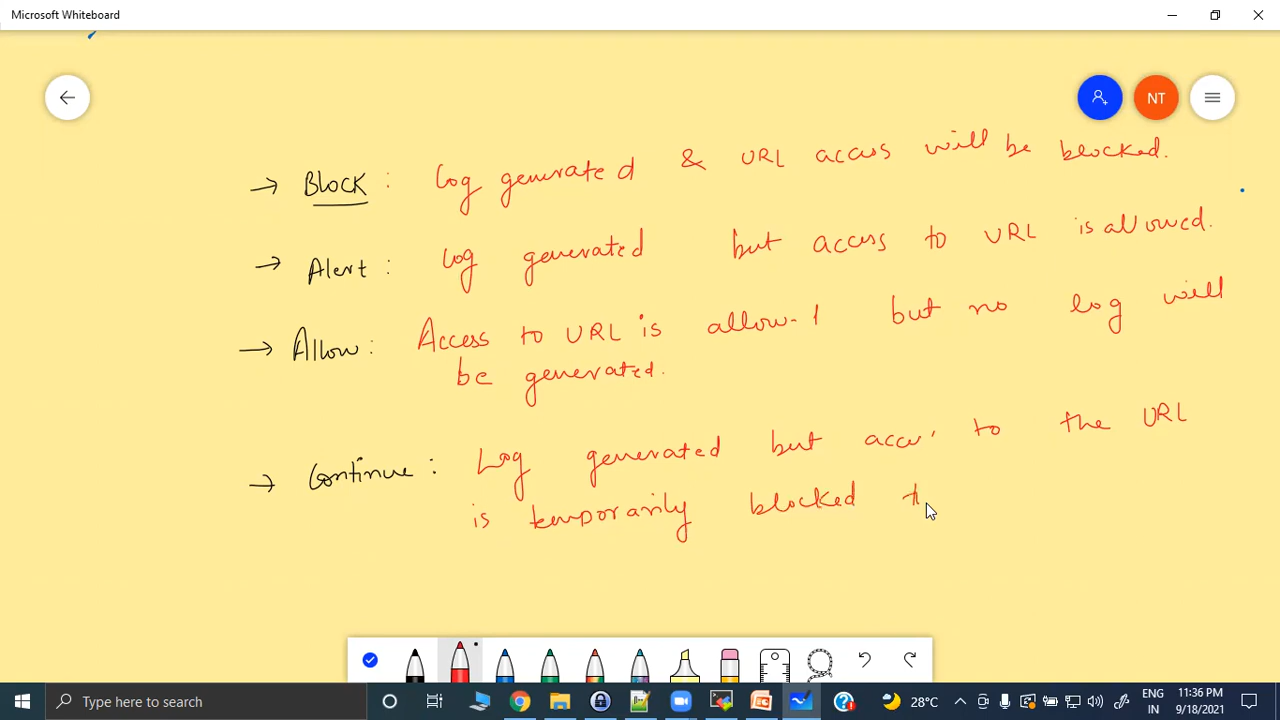 Microsoft Whiteboard
NT
→ Block : Log generated & URL access will be blocked.
→ Alert : Log generated but access to URL is allowed.
→ Allow : Access to URL is but no log will
be generated.
→ Continue : Log generated but to the URL
is temporarily blocked
Type here to search
28°C
ENG
IN
11:36 PM
9/18/2021